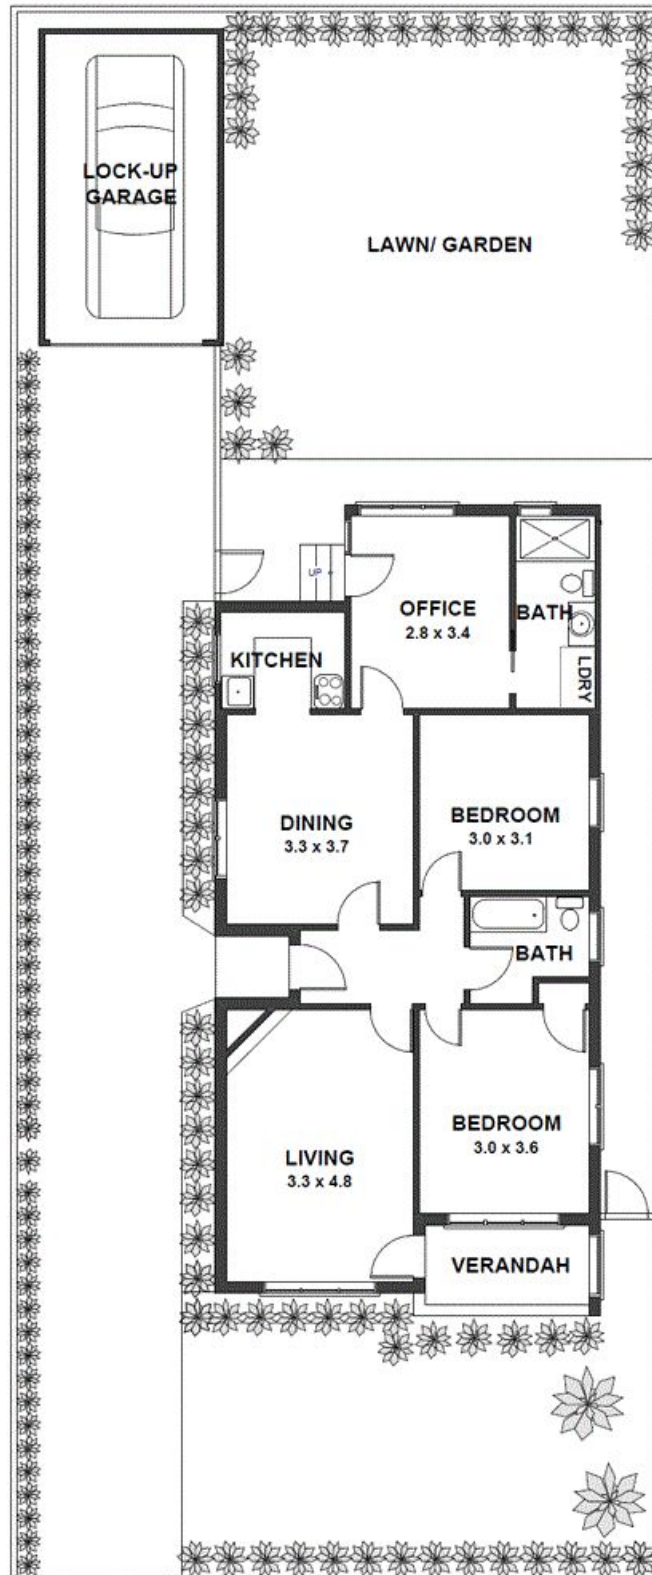 LOCK-UP
GARAGE
LAWN/ GARDEN
UP
OFFICE
2.8 x 3.4
BATH
LDRY
KITCHEN
DINING
3.3 x 3.7
BEDROOM
3.0 x 3.1
BATH
BEDROOM
3.0 x 3.6
LIVING
3.3 x 4.8
VERANDAH